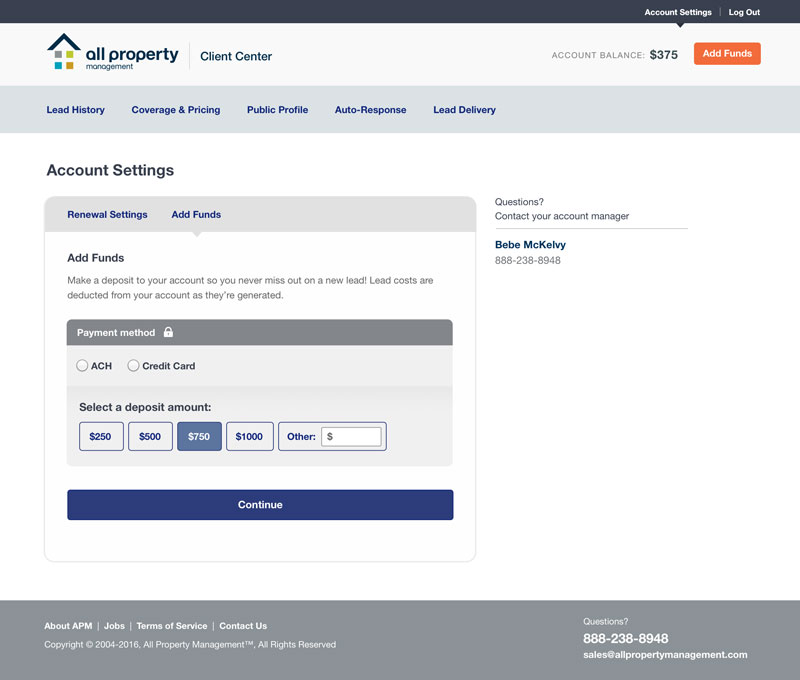 Account Settings | Log Out
all property
management
Client Center
ACCOUNT BALANCE: $375
Add Funds
Lead History
Coverage & Pricing
Public Profile
Auto-Response
Lead Delivery
Account Settings
Renewal Settings
Add Funds
Add Funds
Make a deposit to your account so you never miss out on a new lead! Lead costs are
deducted from your account as they're generated.
Payment method
ACH
Credit Card
Select a deposit amount:
$250
$500
$750
$1000
Other: $
Continue
Questions?
Contact your account manager
Bebe McKelvy
888-238-8948
About APM | Jobs | Terms of Service | Contact Us
Copyright © 2004-2016, All Property Management™, All Rights Reserved
Questions?
888-238-8948
sales@allpropertymanagement.com